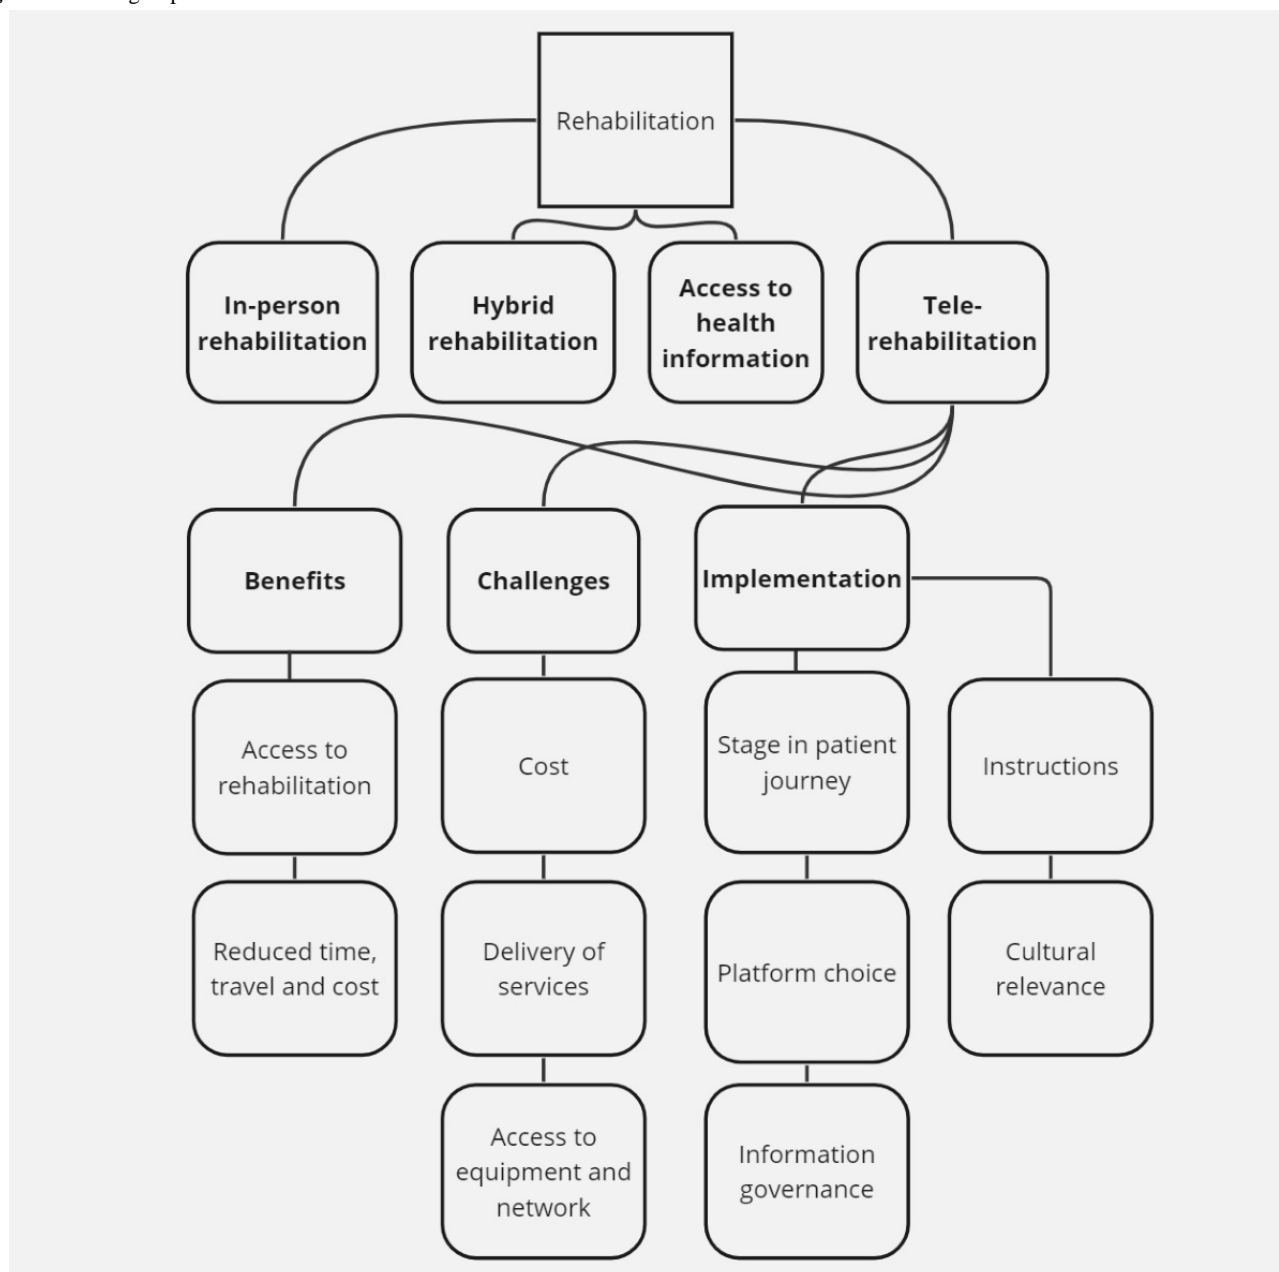 Rehabilitation
In-person
rehabilitation
Hybrid
rehabilitation
Access to
health
information
Tele-
rehabilitation
Benefits
Challenges
Implementation
Access to
rehabilitation
Cost
Stage in patient
journey
Instructions
Reduced time,
travel and cost
Delivery of
services
Platform choice
Cultural
relevance
Access to
equipment and
network
Information
governance